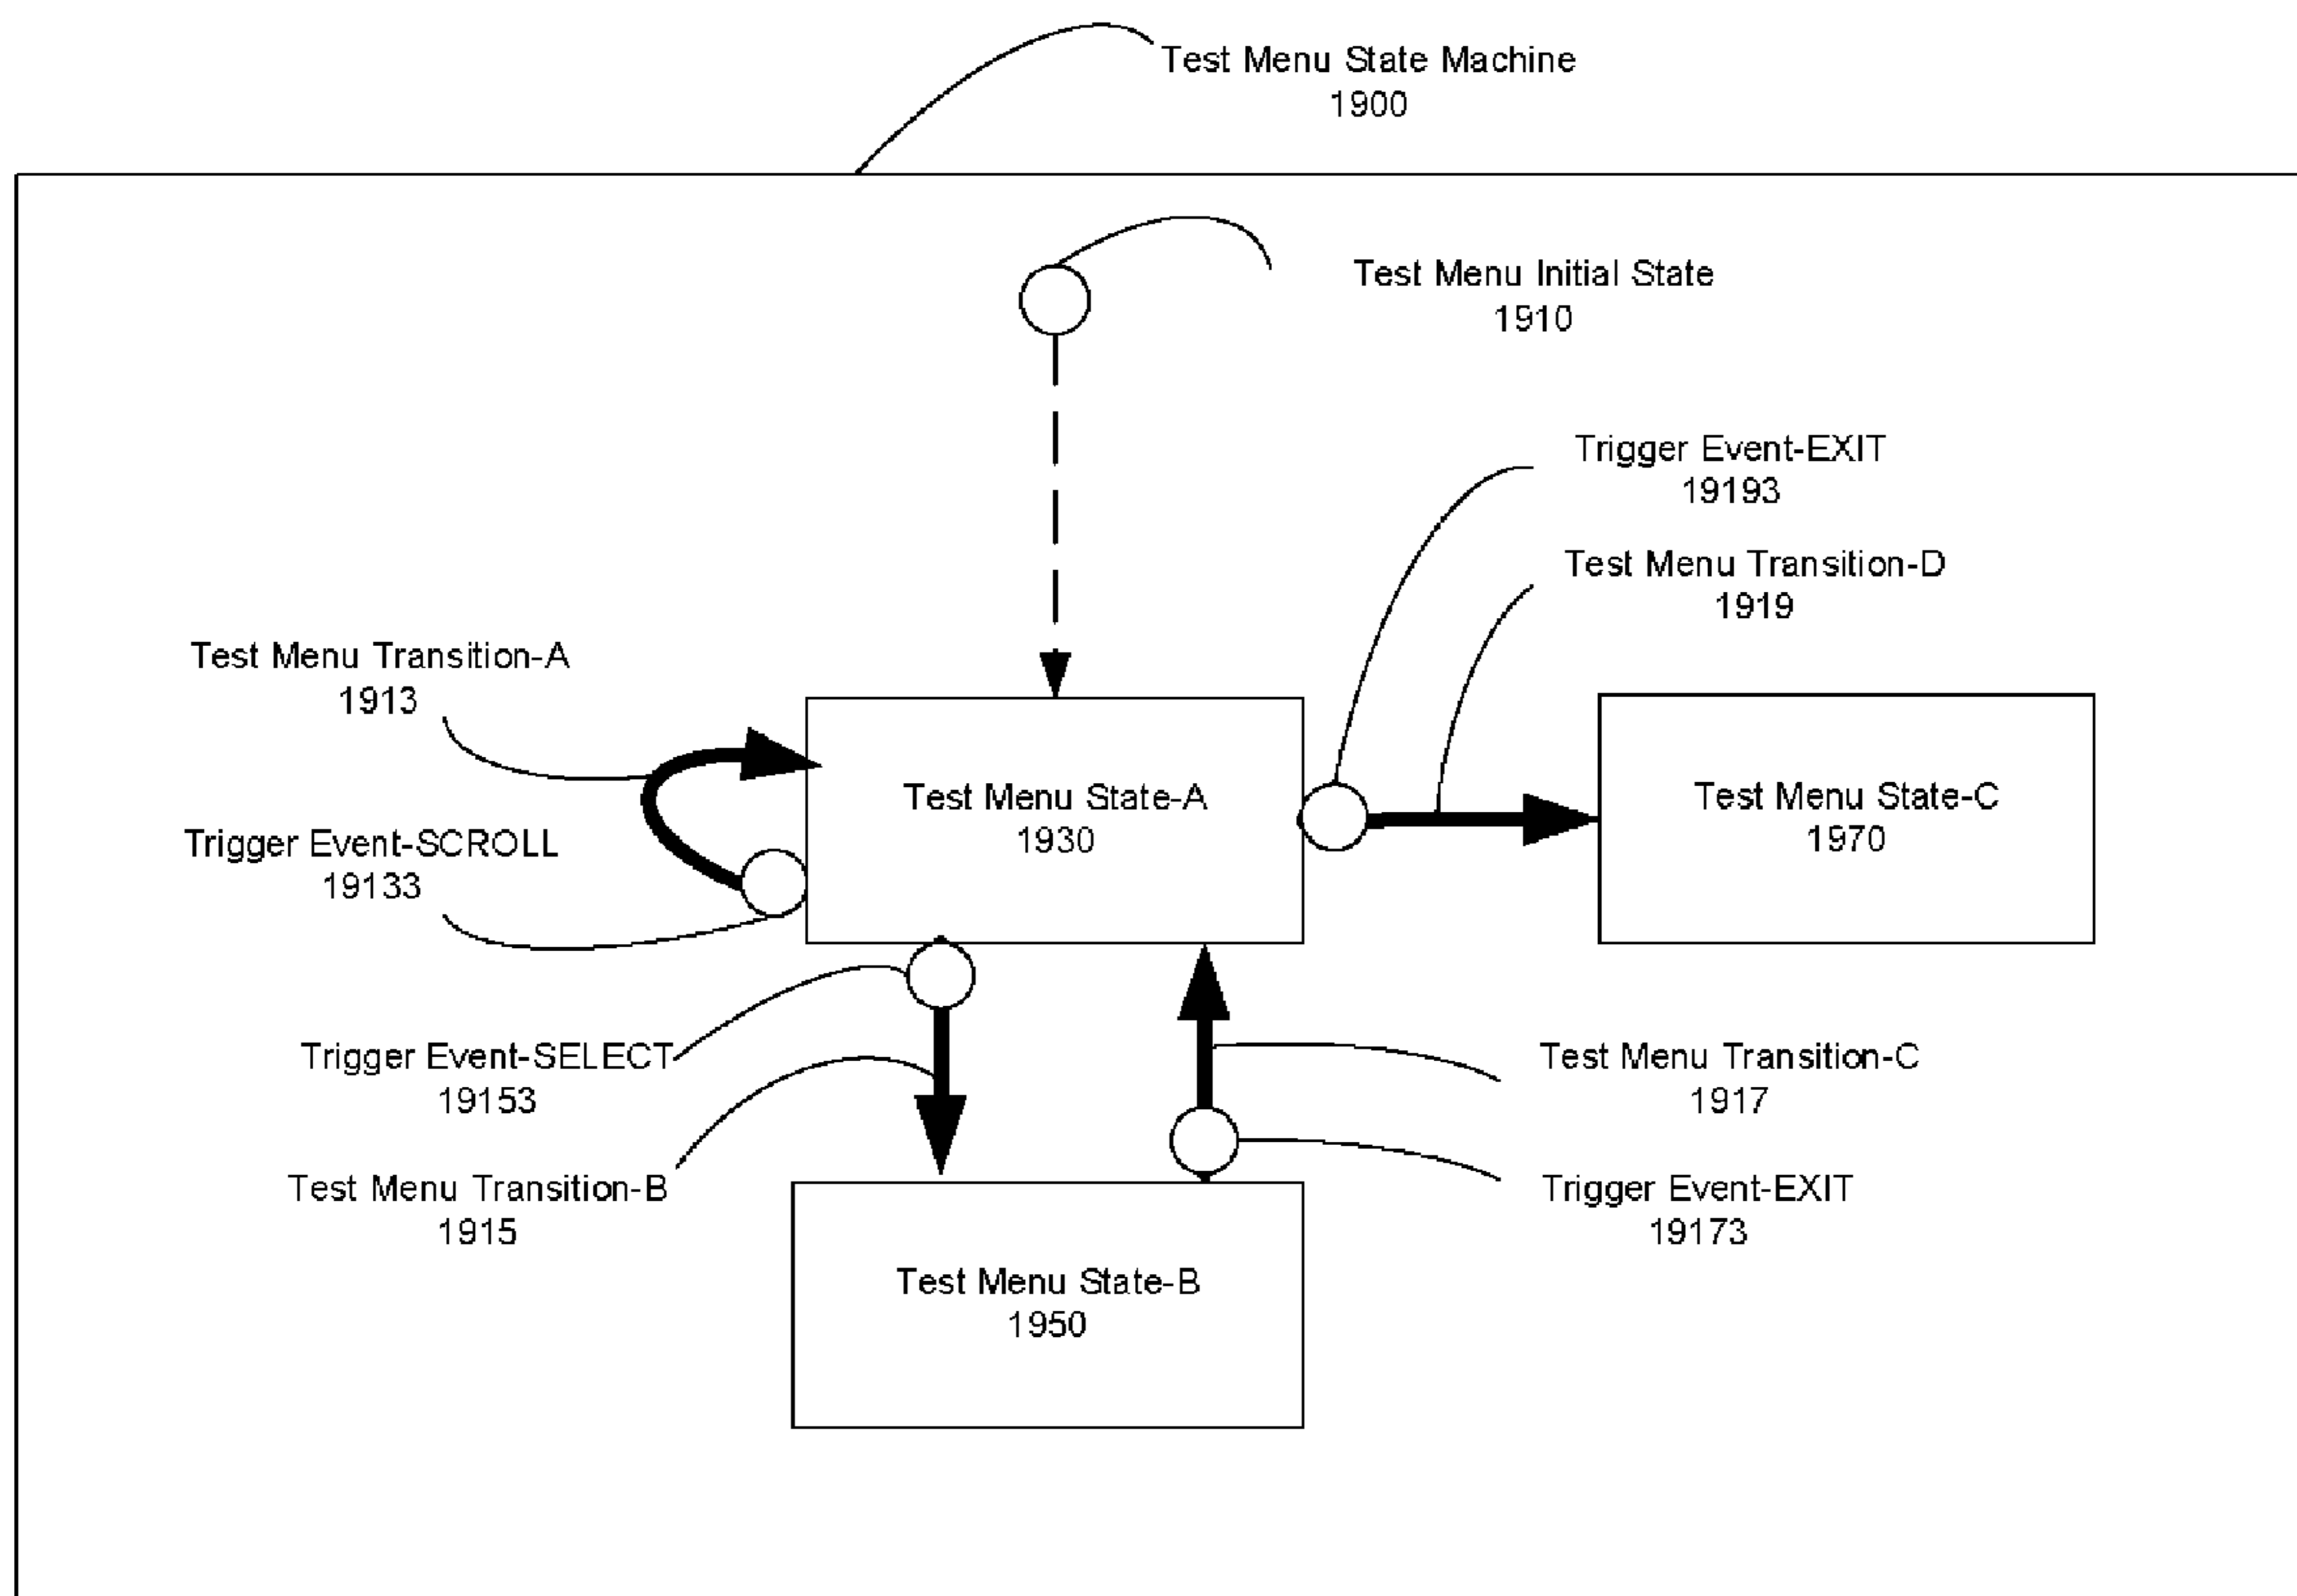 Test Menu State Machine
1900
Test Menu Initial State
1910
Trigger Event-EXIT
19193
Test Menu Transition-D
1919
Test Menu Transition-A
1913
Trigger Event-SCROLL
19133
Test Menu State-A
1930
Test Menu State-C
1970
Trigger Event-SELECT
19153
Test Menu Transition-B
1915
Test Menu Transition-C
1917
Trigger Event-EXIT
19173
Test Menu State-B
1950